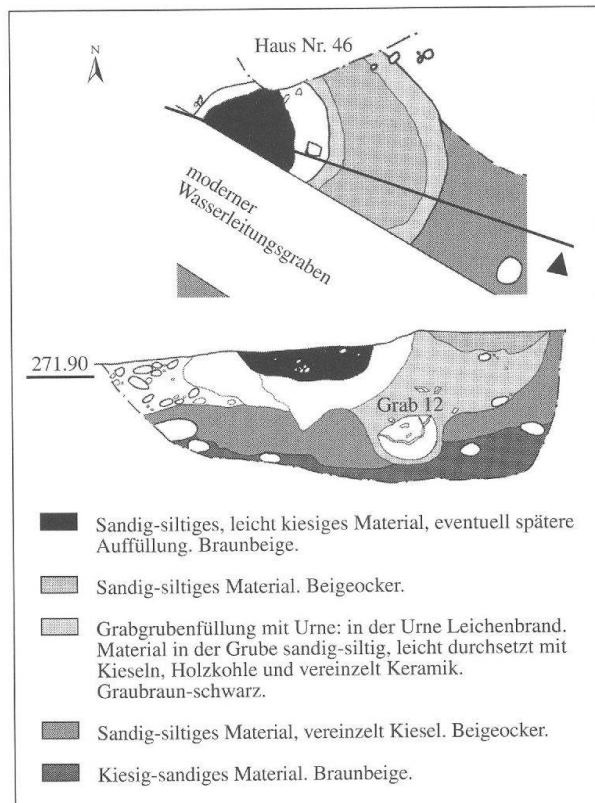 N
Haus Nr. 46
moderner
Wasserleitungsgraben
271.90
Grab 12
Sandig-siltiges, leicht kiesiges Material, eventuell spätere
Auffüllung. Braunbeige.
Sandig-siltiges Material. Beigeocker.
Grabgrubenfüllung mit Urne: in der Urne Leichenbrand.
Material in der Grube sandig-siltig, leicht durchsetzt mit
Kieseln, Holzkohle und vereinzelt Keramik.
Graubraun-schwarz.
Sandig-siltiges Material, vereinzelt Kiesel. Beigeocker.
Kiesig-sandiges Material. Braunbeige.